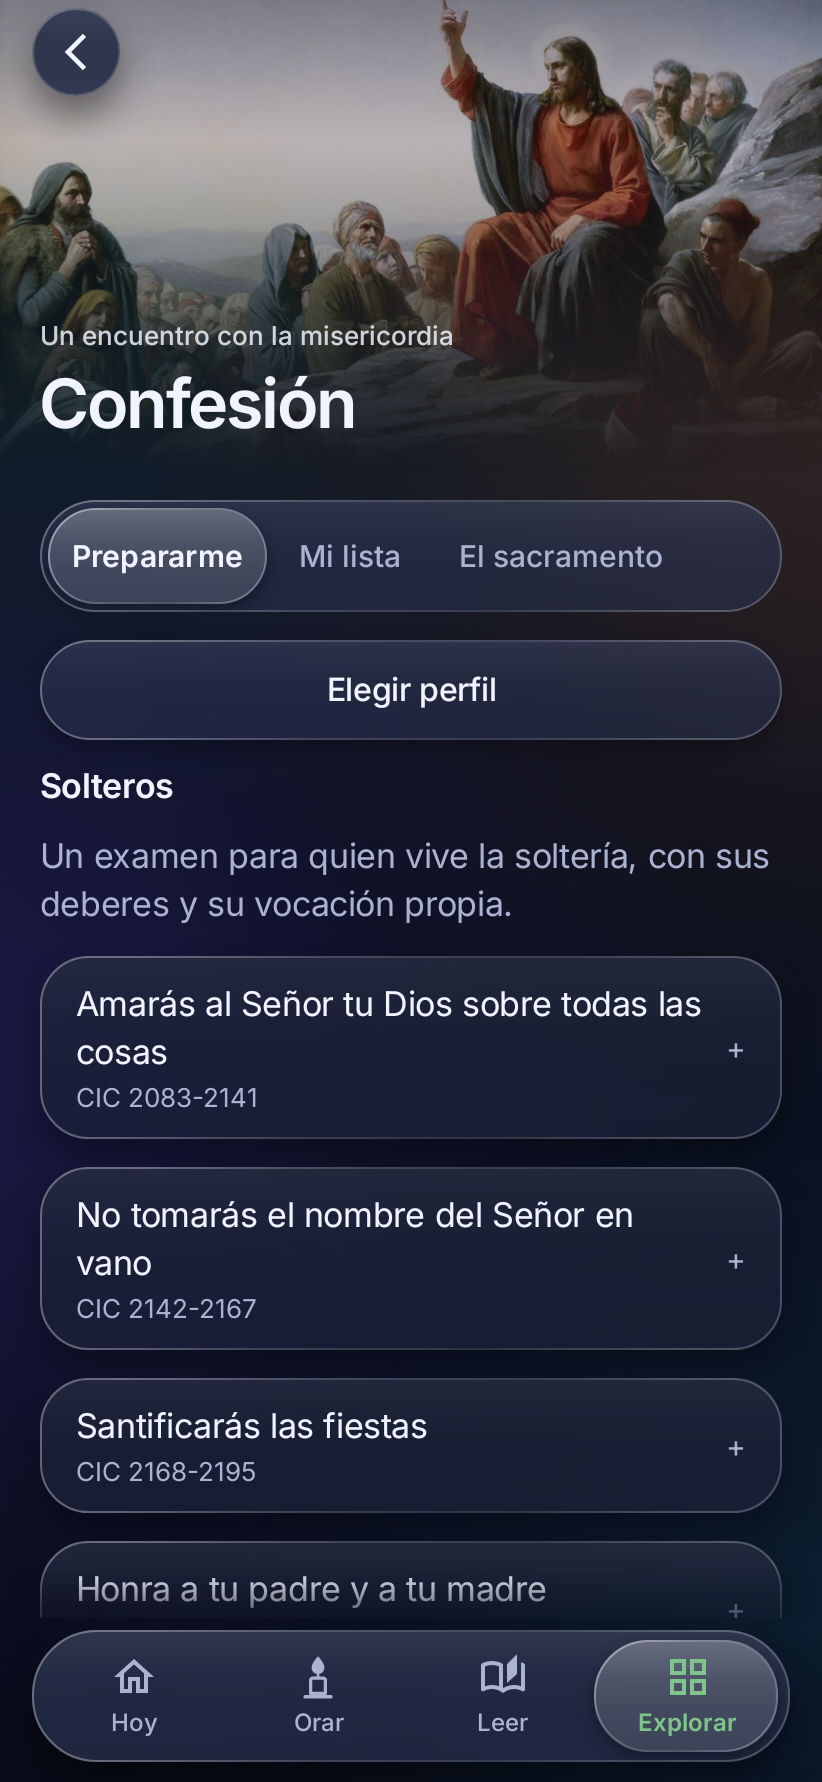 Un encuentro con la misericordia
Confesión
Prepararme
Mi lista
El sacramento
Elegir perfil
Solteros
Un examen para quien vive la soltería, con sus
deberes y su vocación propia.
Amarás al Señor tu Dios sobre todas las
cosas
CIC 2083-2141
+
No tomarás el nombre del Señor en
vano
CIC 2142-2167
+
Santificarás las fiestas
CIC 2168-2195
+
Honra a tu padre y a tu madre
+
Hoy
Orar
Leer
Explorar